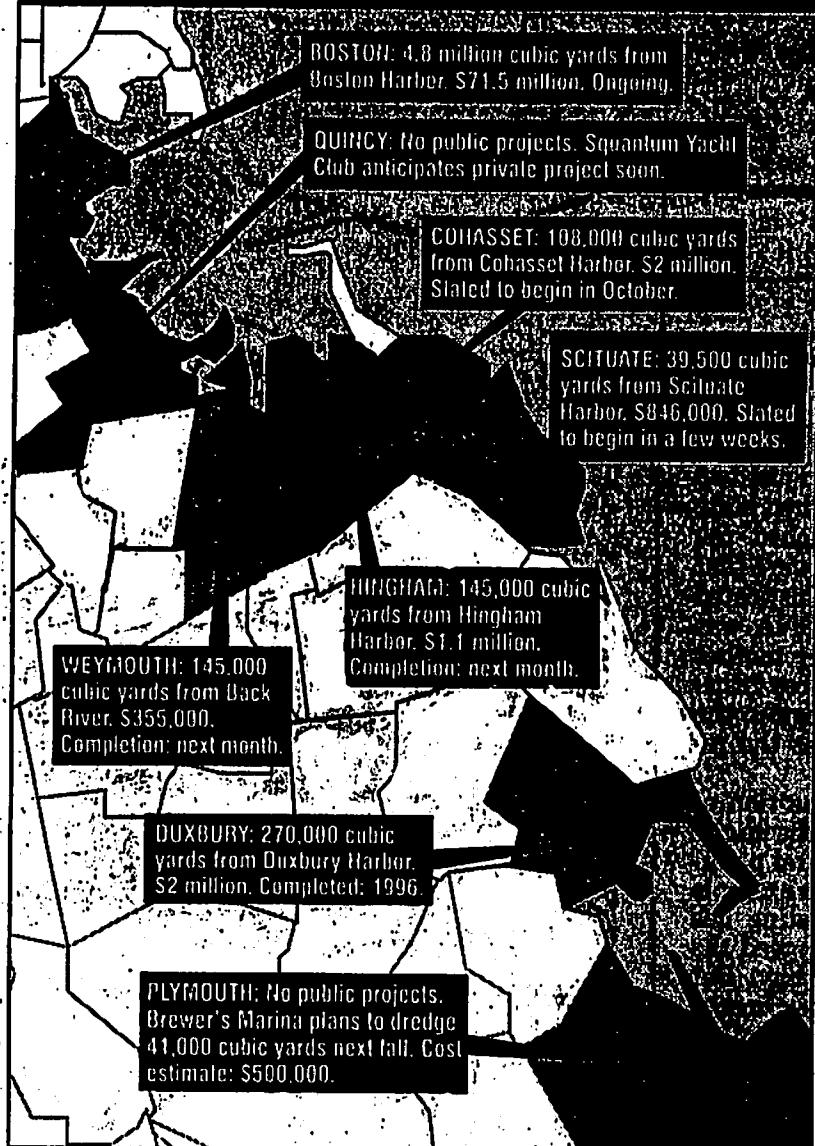 BOSTON: 4.8 million cubic yards from
Boston Harbor. $71.5 million. Ongoing.
QUINCY: No public projects. Squantum Yacht
Club anticipates private project soon.
COHASSET: 108,000 cubic yards
from Cohasset Harbor. $2 million.
Slated to begin in October.
SCITUATE: 39,500 cubic
yards from Scituate
Harbor. $846,000. Slated
to begin in a few weeks.
HINGHAM: 145,000 cubic
yards from Hingham
Harbor. $1.1 million.
Completion: next month.
WEYMOUTH: 145,000
cubic yards from Back
River. $355,000.
Completion: next month.
DUXBURY: 270,000 cubic
yards from Duxbury Harbor.
$2 million. Completed: 1996.
PLYMOUTH: No public projects.
Brewer's Marina plans to dredge
41,000 cubic yards next fall. Cost
estimate: $500,000.